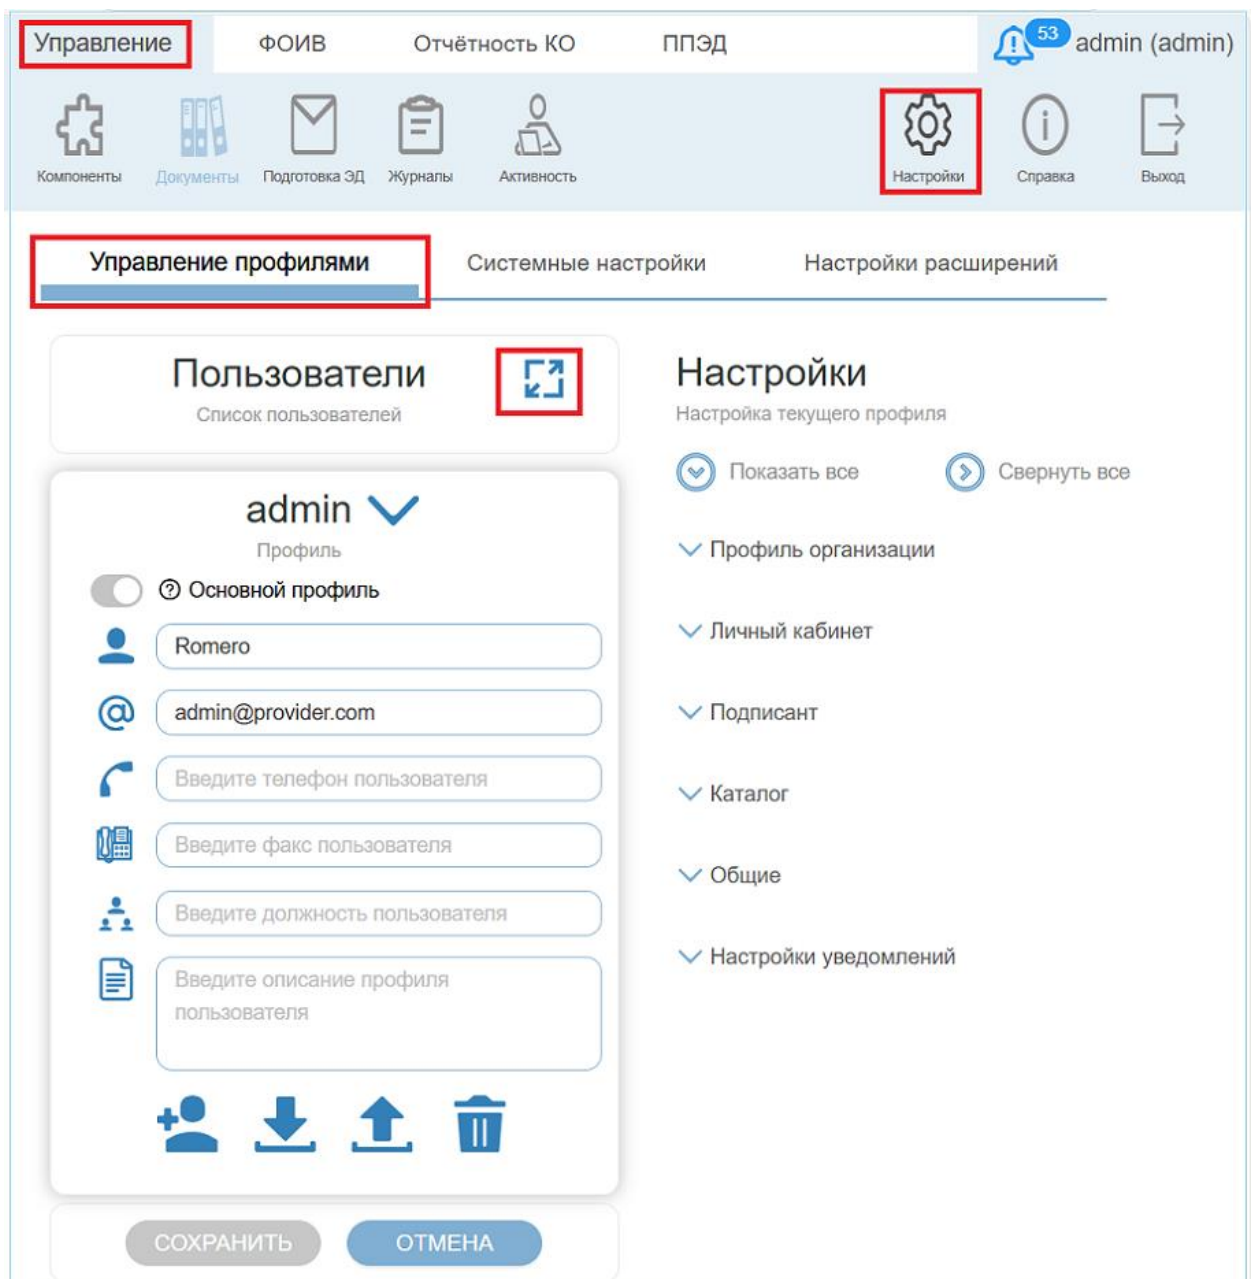 Управление ФОИВ Отчётность КО ППЭД 53 admin (admin)
Компоненты Документы Подготовка ЭД Журналы Активность Настройки Справка Выход
Управление профилями Системные настройки Настройки расширений
Пользователи
Список пользователей
admin
Профиль
Основной профиль
Romero
admin@provider.com
Введите телефон пользователя
Введите факс пользователя
Введите должность пользователя
Введите описание профиля
пользователя
СОХРАНИТЬ ОТМЕНА
Настройки
Настройка текущего профиля
Показать все Свернуть все
Профиль организации
Личный кабинет
Подписант
Каталог
Общие
Настройки уведомлений